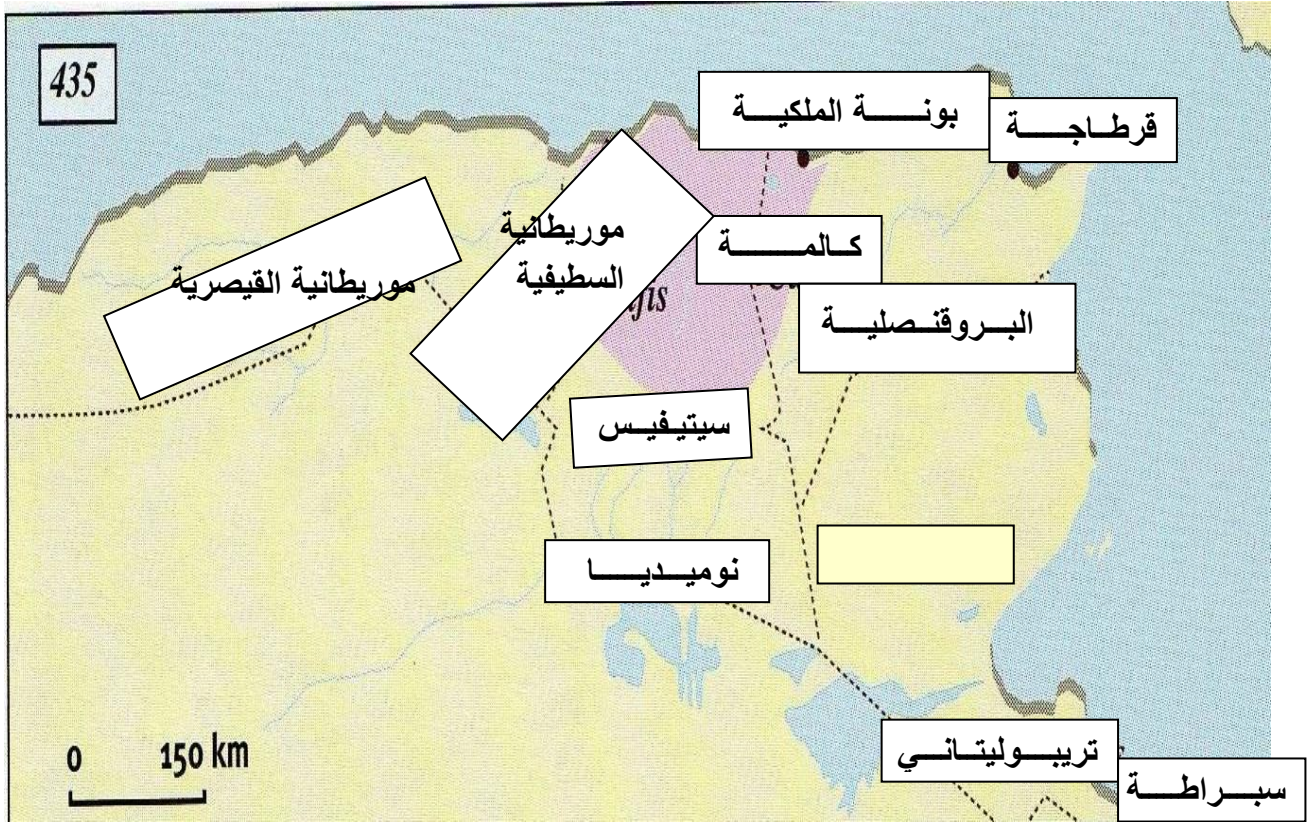 435
بونة الملكية
قرطاجة
موريطانية
السطيفية
كالمة
موريطانية القيصرية
البروقنصلية
سيتيفيس
نوميديا
تريبوليتاني
سبراطة
0 150 km